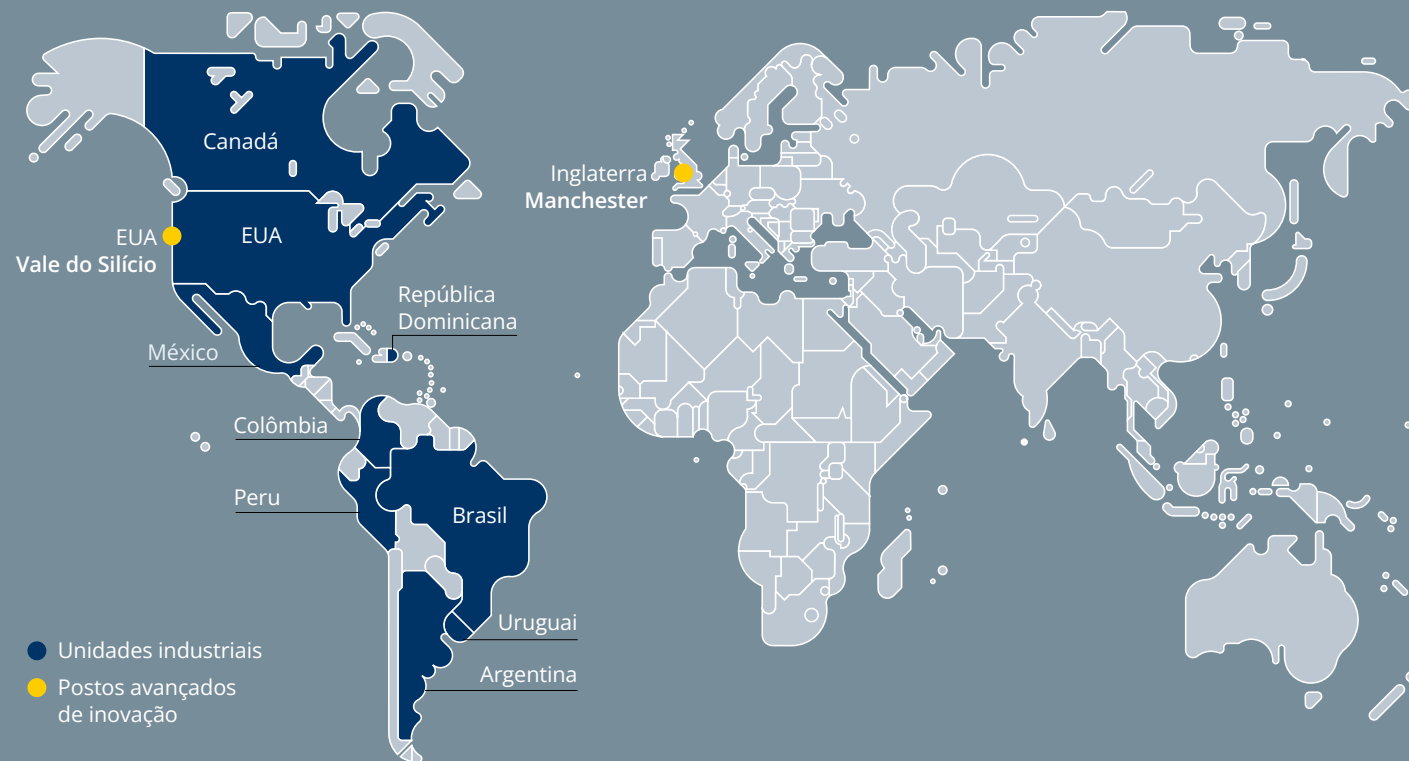 Canadá
Inglaterra
Manchester
EUA
Vale do Silício
EUA
República
Dominicana
México
Colômbia
Peru
Brasil
Uruguai
Argentina
Unidades industriais
Postos avançados
de inovação